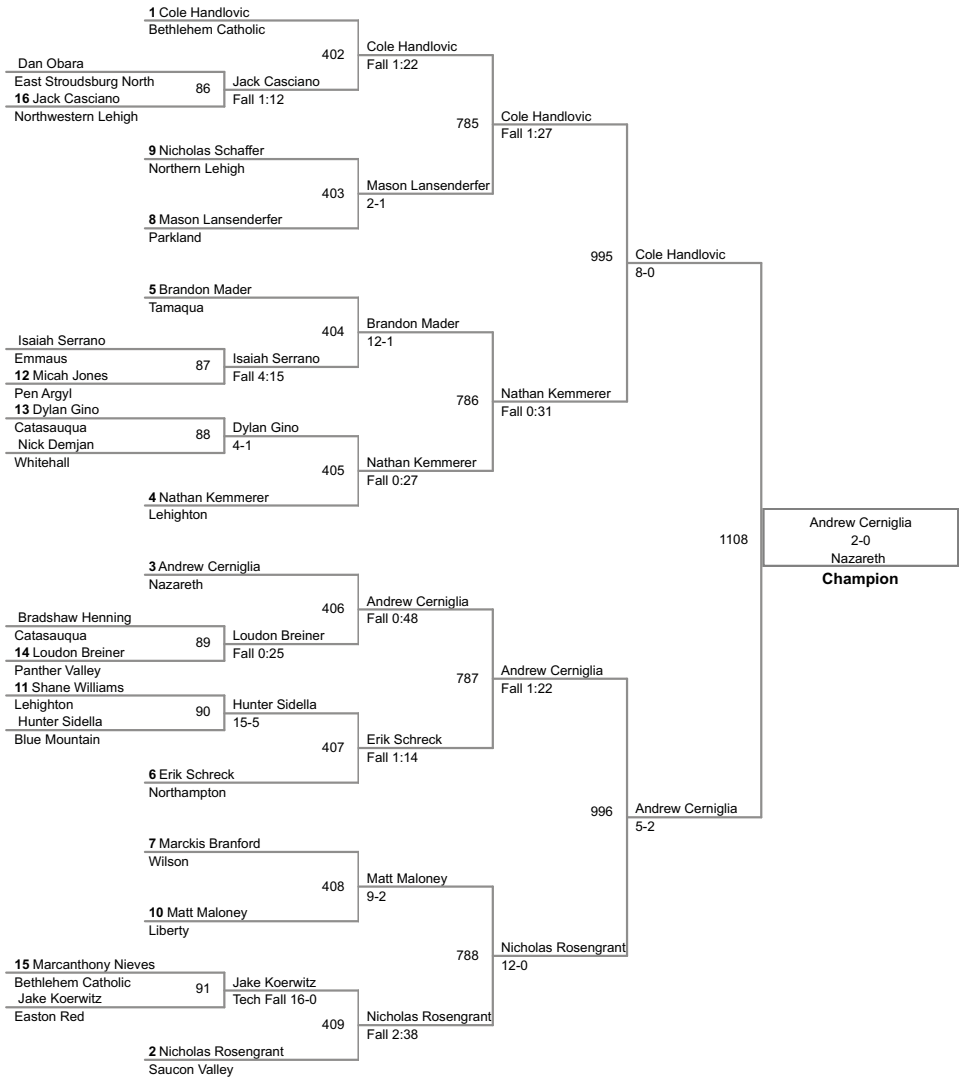 1 Cole Handlovic
Bethlehem Catholic
402
Cole Handlovic
Fall 1:22
Dan Obara
East Stroudsburg North
86
16 Jack Casciano
Northwestern Lehigh
Jack Casciano
Fall 1:12
785
Cole Handlovic
Fall 1:27
9 Nicholas Schaffer
Northern Lehigh
403
Mason Lansenderfer
2-1
8 Mason Lansenderfer
Parkland
995
Cole Handlovic
8-0
5 Brandon Mader
Tamaqua
404
Brandon Mader
12-1
Isaiah Serrano
Emmaus
87
12 Micah Jones
Pen Argyl
Isaiah Serrano
Fall 4:15
786
Nathan Kemmerer
Fall 0:31
13 Dylan Gino
Catasauqua
88
Nick Demjan
Whitehall
Dylan Gino
4-1
405
Nathan Kemmerer
Fall 0:27
4 Nathan Kemmerer
Lehighton
1108
Andrew Cerniglia
2-0
Nazareth
Champion
3 Andrew Cerniglia
Nazareth
406
Andrew Cerniglia
Fall 0:48
Bradshaw Henning
Catasauqua
89
14 Loudon Breiner
Panther Valley
Loudon Breiner
Fall 0:25
787
Andrew Cerniglia
Fall 1:22
11 Shane Williams
Lehighton
90
Hunter Sidella
Blue Mountain
Hunter Sidella
15-5
407
Erik Schreck
Fall 1:14
6 Erik Schreck
Northampton
996
Andrew Cerniglia
5-2
7 Marckis Branford
Wilson
408
Matt Maloney
9-2
10 Matt Maloney
Liberty
788
Nicholas Rosengrant
12-0
15 Marcanthony Nieves
Bethlehem Catholic
91
Jake Koerwitz
Easton Red
Jake Koerwitz
Tech Fall 16-0
409
Nicholas Rosengrant
Fall 2:38
2 Nicholas Rosengrant
Saucon Valley